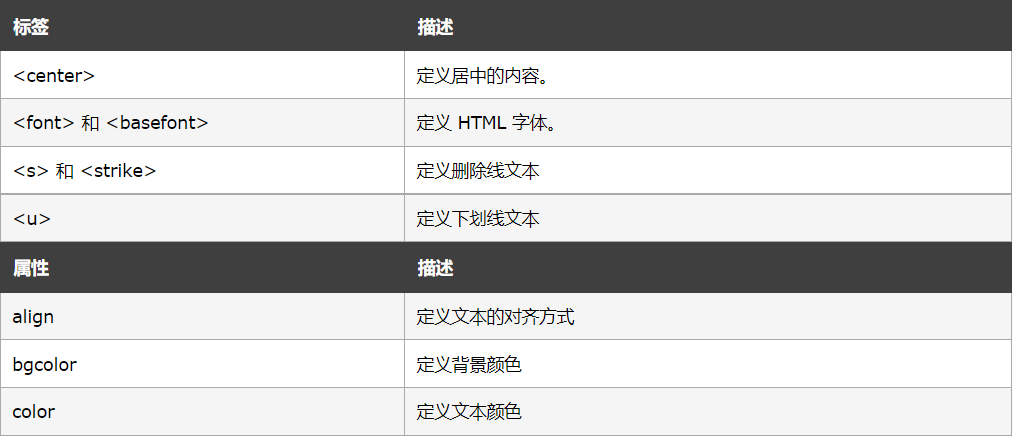 标签 描述
<center> 定义居中的内容。
<font> 和 <basefont> 定义 HTML 字体。
<s> 和 <strike> 定义删除线文本
<u> 定义下划线文本
属性 描述
align 定义文本的对齐方式
bgcolor 定义背景颜色
color 定义文本颜色